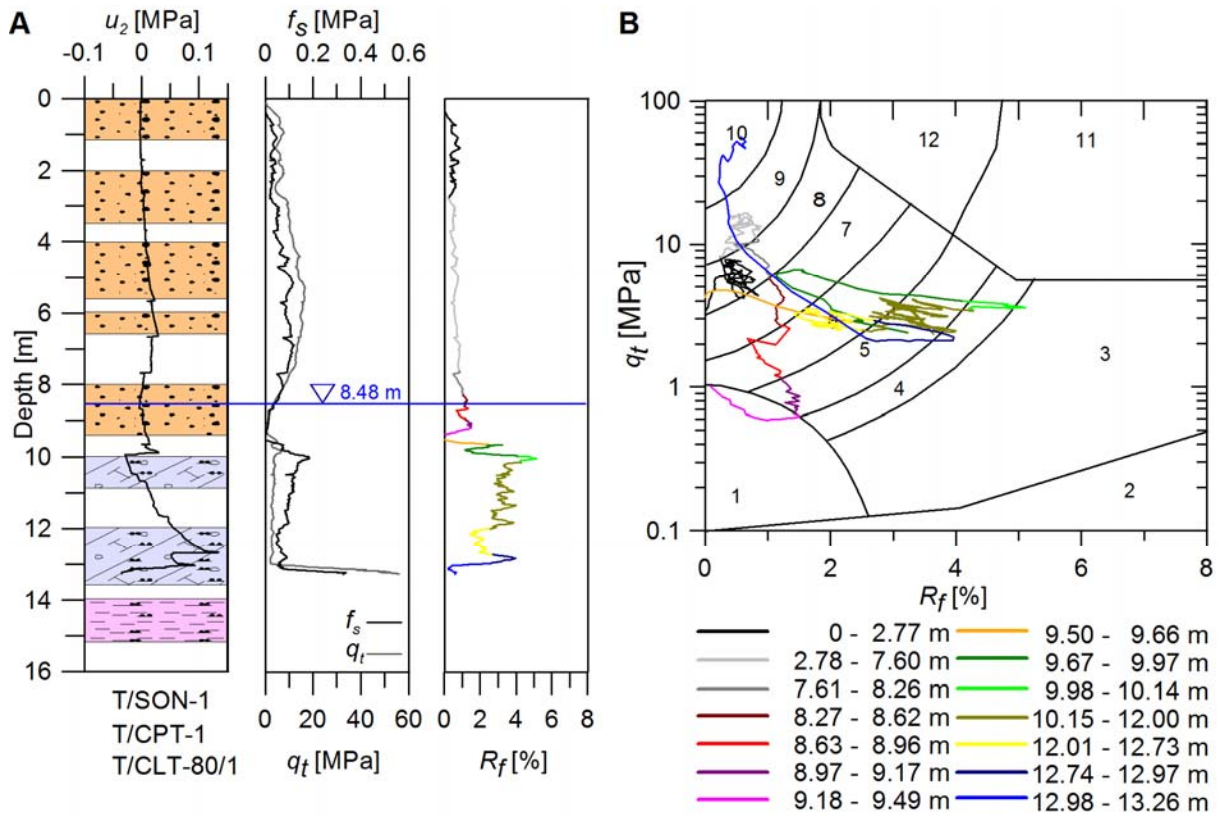 A
u2 [MPa]
-0.1 0 0.1
fS [MPa]
0 0.2 0.4 0.6
Depth [m]
0
2
4
6
8
10
12
14
16
8.48 m
fs
qt
T/SON-1
T/CPT-1
T/CLT-80/1
0 20 40 60
qt [MPa]
0 2 4 6 8
Rf [%]
B
qt [MPa]
100
10
1
0.1
10
9
8
7
12
11
5
4
3
1
2
0 2 4 6 8
Rf [%]
0 - 2.77 m
2.78 - 7.60 m
7.61 - 8.26 m
8.27 - 8.62 m
8.63 - 8.96 m
8.97 - 9.17 m
9.18 - 9.49 m
9.50 - 9.66 m
9.67 - 9.97 m
9.98 - 10.14 m
10.15 - 12.00 m
12.01 - 12.73 m
12.74 - 12.97 m
12.98 - 13.26 m